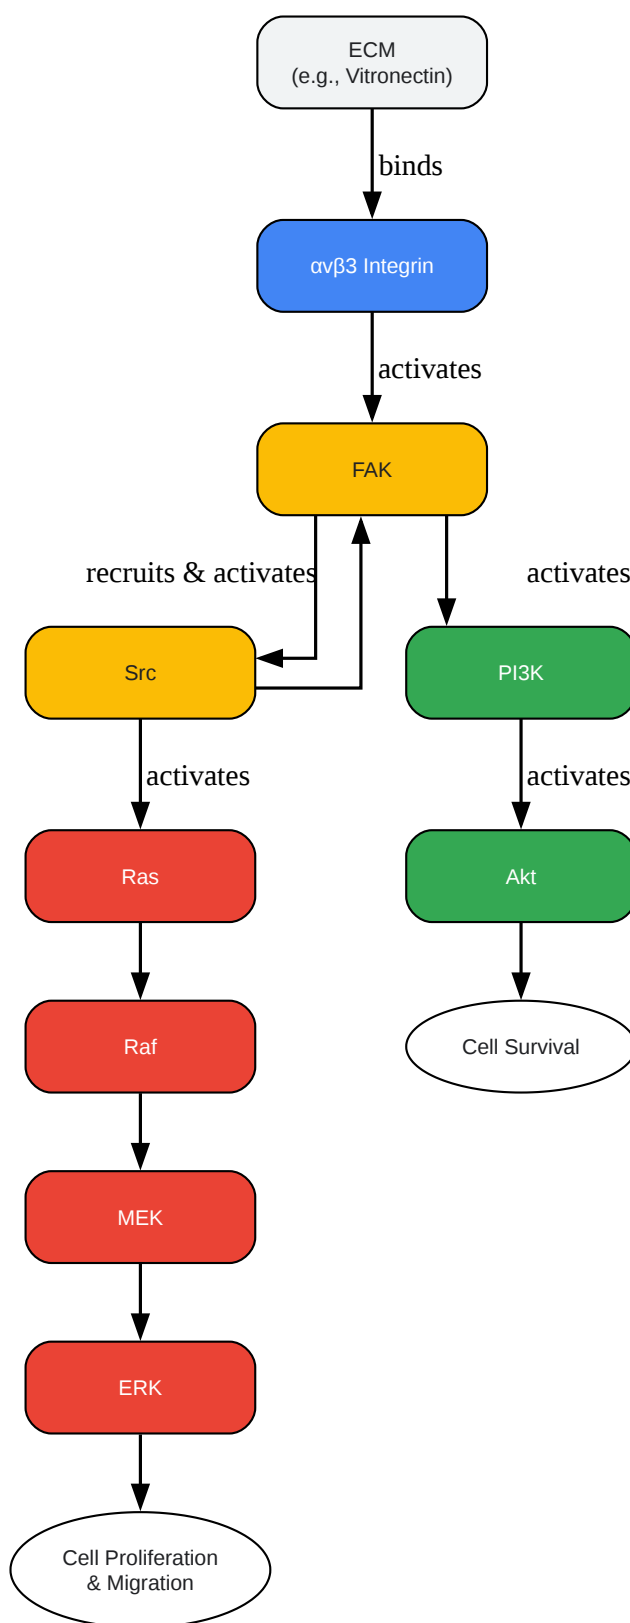 ECM
(e.g., Vitronectin)
binds
αvβ3 Integrin
activates
FAK
recruits & activates
activates
Src
PI3K
activates
activates
Ras
Akt
Raf
Cell Survival
MEK
ERK
Cell Proliferation
& Migration